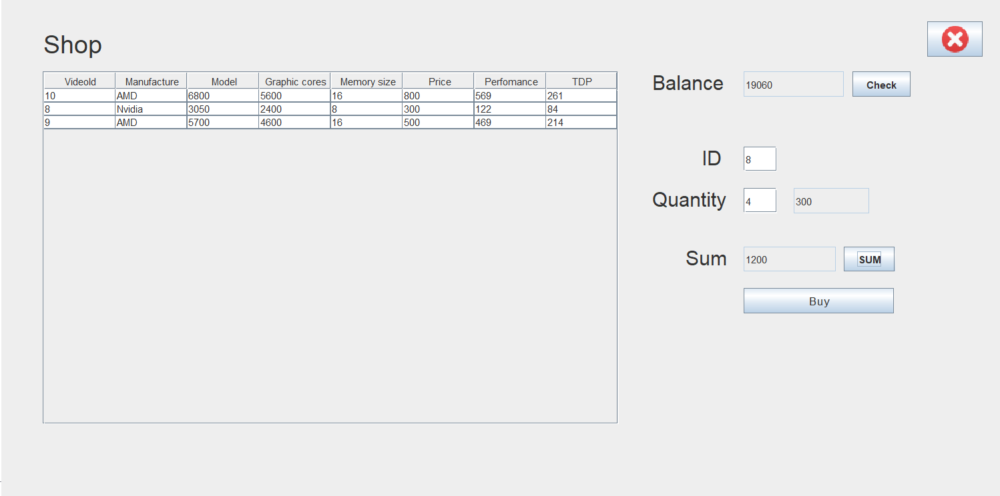 Shop
VideoId Manufacture Model Graphic cores Memory size Price Perfomance TDP
10 AMD 6800 5600 16 800 569 261
8 Nvidia 3050 2400 8 300 122 84
9 AMD 5700 4600 16 500 469 214
Balance 19060 Check
ID 8
Quantity 4 300
Sum 1200 SUM
Buy